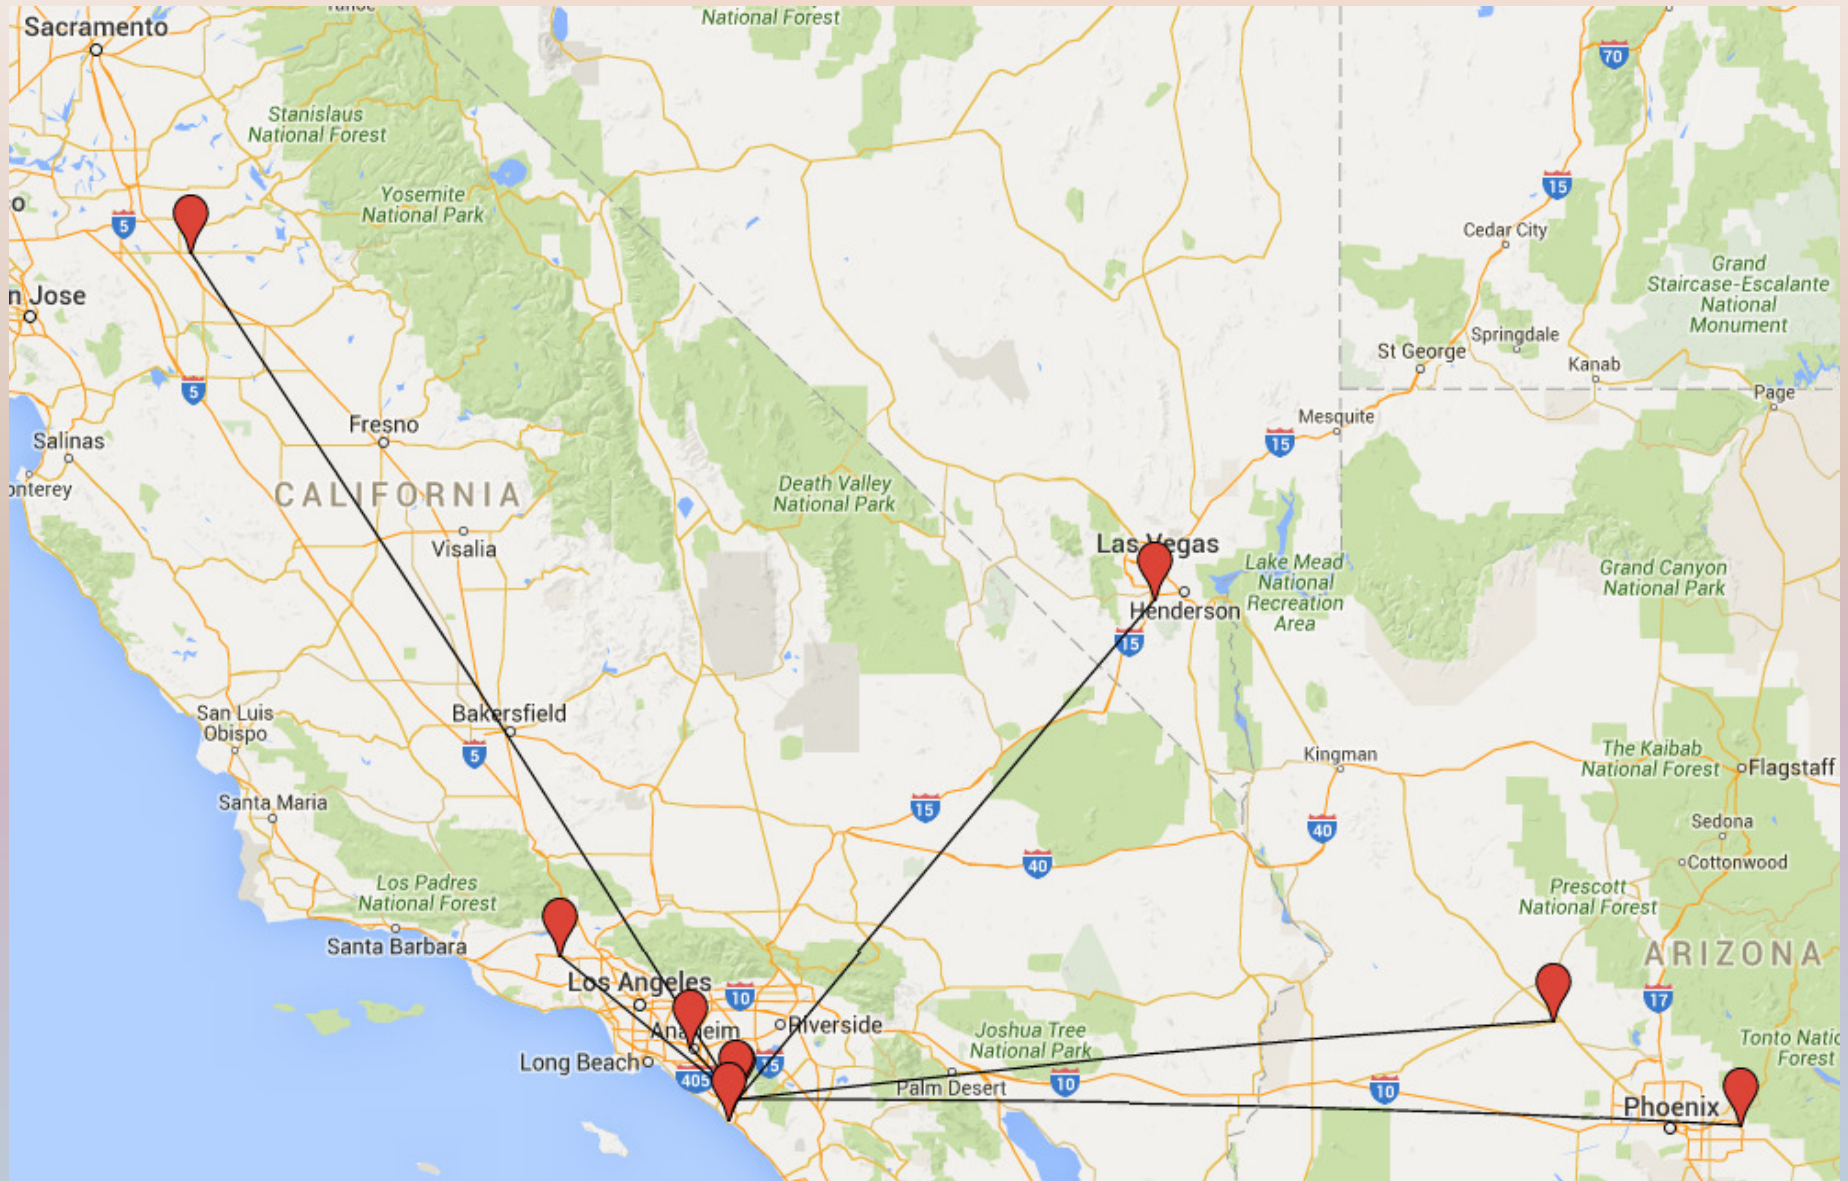 Tahoe
National Forest
Sacramento
70
Stanislaus
National Forest
15
Yosemite
National Park
o
5
Cedar City
Grand
Staircase-Escalante
National
Monument
n Jose
Springdale
St George
Kanab
5
Page
Mesquite
Fresno
Salinas
15
onterey
CALIFORNIA
Death Valley
National Park
Visalia
Las Vegas
Lake Mead
National
Recreation
Area
Grand Canyon
National Park
Henderson
15
San Luis
Obispo
Bakersfield
5
Kingman
The Kaibab
National Forest
Flagstaff
Santa Maria
15
40
Sedona
40
Cottonwood
Los Padres
National Forest
Prescott
National Forest
Santa Barbara
ARIZONA
Los Angeles
10
17
Anaheim
Riverside
Joshua Tree
National Park
Tonto Natio
Forest
Long Beach
15
405
Palm Desert
10
10
Phoenix